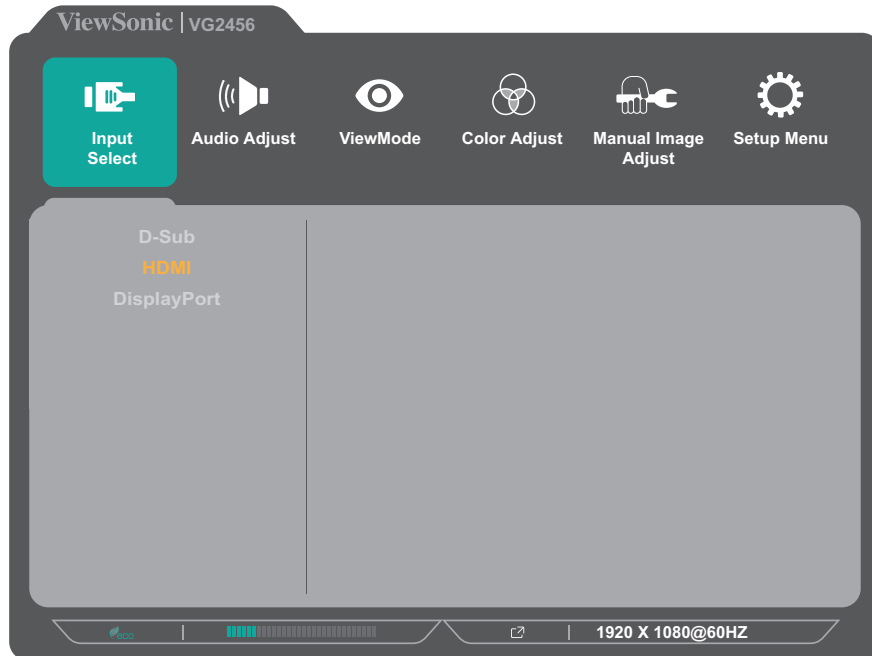 ViewSonic | VG2456
Input
Select
Audio Adjust
ViewMode
Color Adjust
Manual Image
Adjust
Setup Menu
D-Sub
HDMI
DisplayPort
eco
1920 X 1080@60HZ